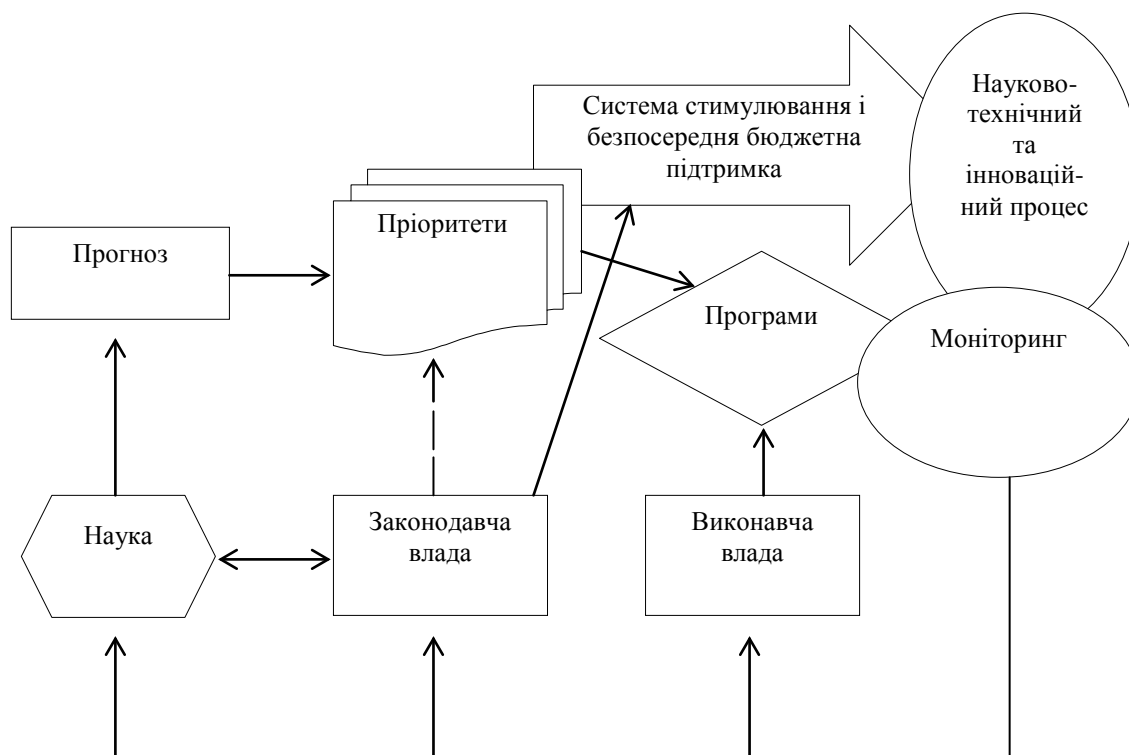 Система стимулювання і
безпосередня бюджетна
підтримка
Науково-
технічний
та
інновацій-
ний процес
Пріоритети
Прогноз
Програми
Моніторинг
Наука
Законодавча
влада
Виконавча
влада